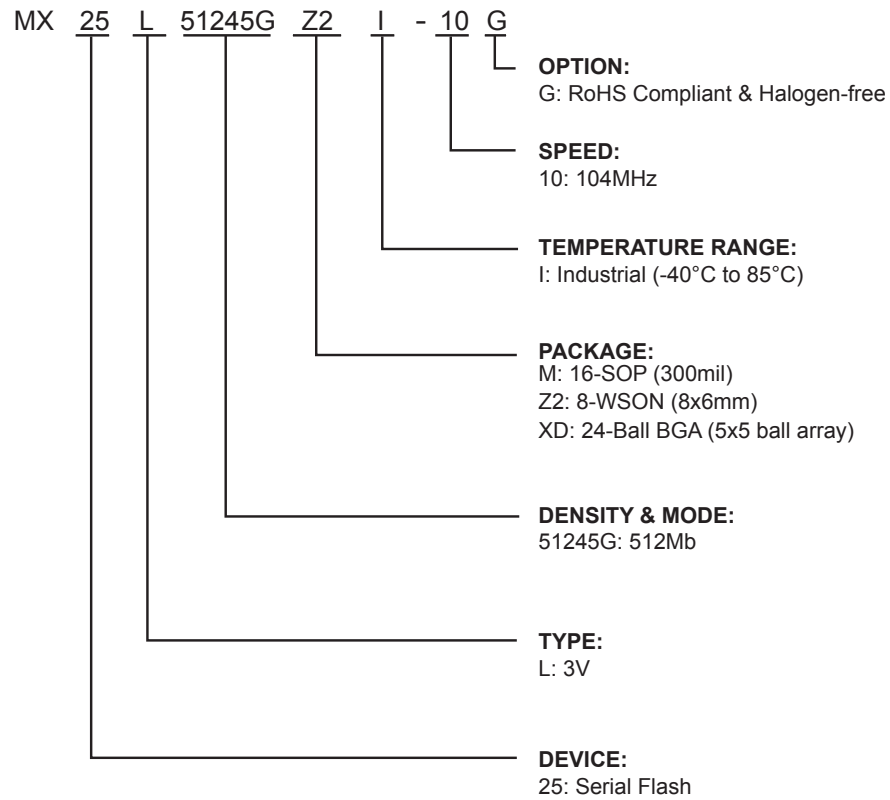 MX 25 L 51245G Z2 I - 10 G
OPTION:
G: RoHS Compliant & Halogen-free
SPEED:
10: 104MHz
TEMPERATURE RANGE:
I: Industrial (-40°C to 85°C)
PACKAGE:
M: 16-SOP (300mil)
Z2: 8-WSON (8x6mm)
XD: 24-Ball BGA (5x5 ball array)
DENSITY & MODE:
51245G: 512Mb
TYPE:
L: 3V
DEVICE:
25: Serial Flash